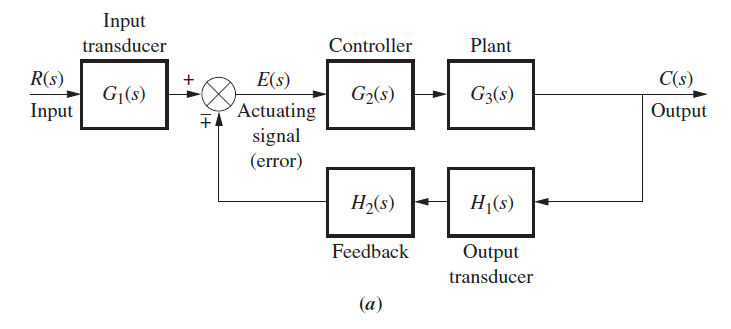 Input
transducer
Controller
Plant
R(s)
Input
G₁(s)
+
∓
E(s)
Actuating
signal
(error)
G₂(s)
G₃(s)
C(s)
Output
H₂(s)
H₁(s)
Feedback
Output
transducer
(a)